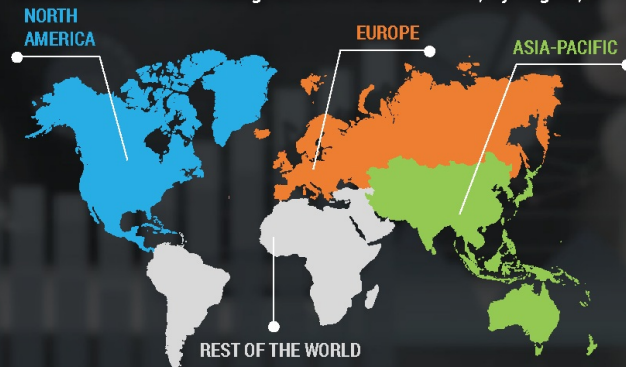 NORTH
AMERICA
EUROPE
ASIA-PACIFIC
REST OF THE WORLD